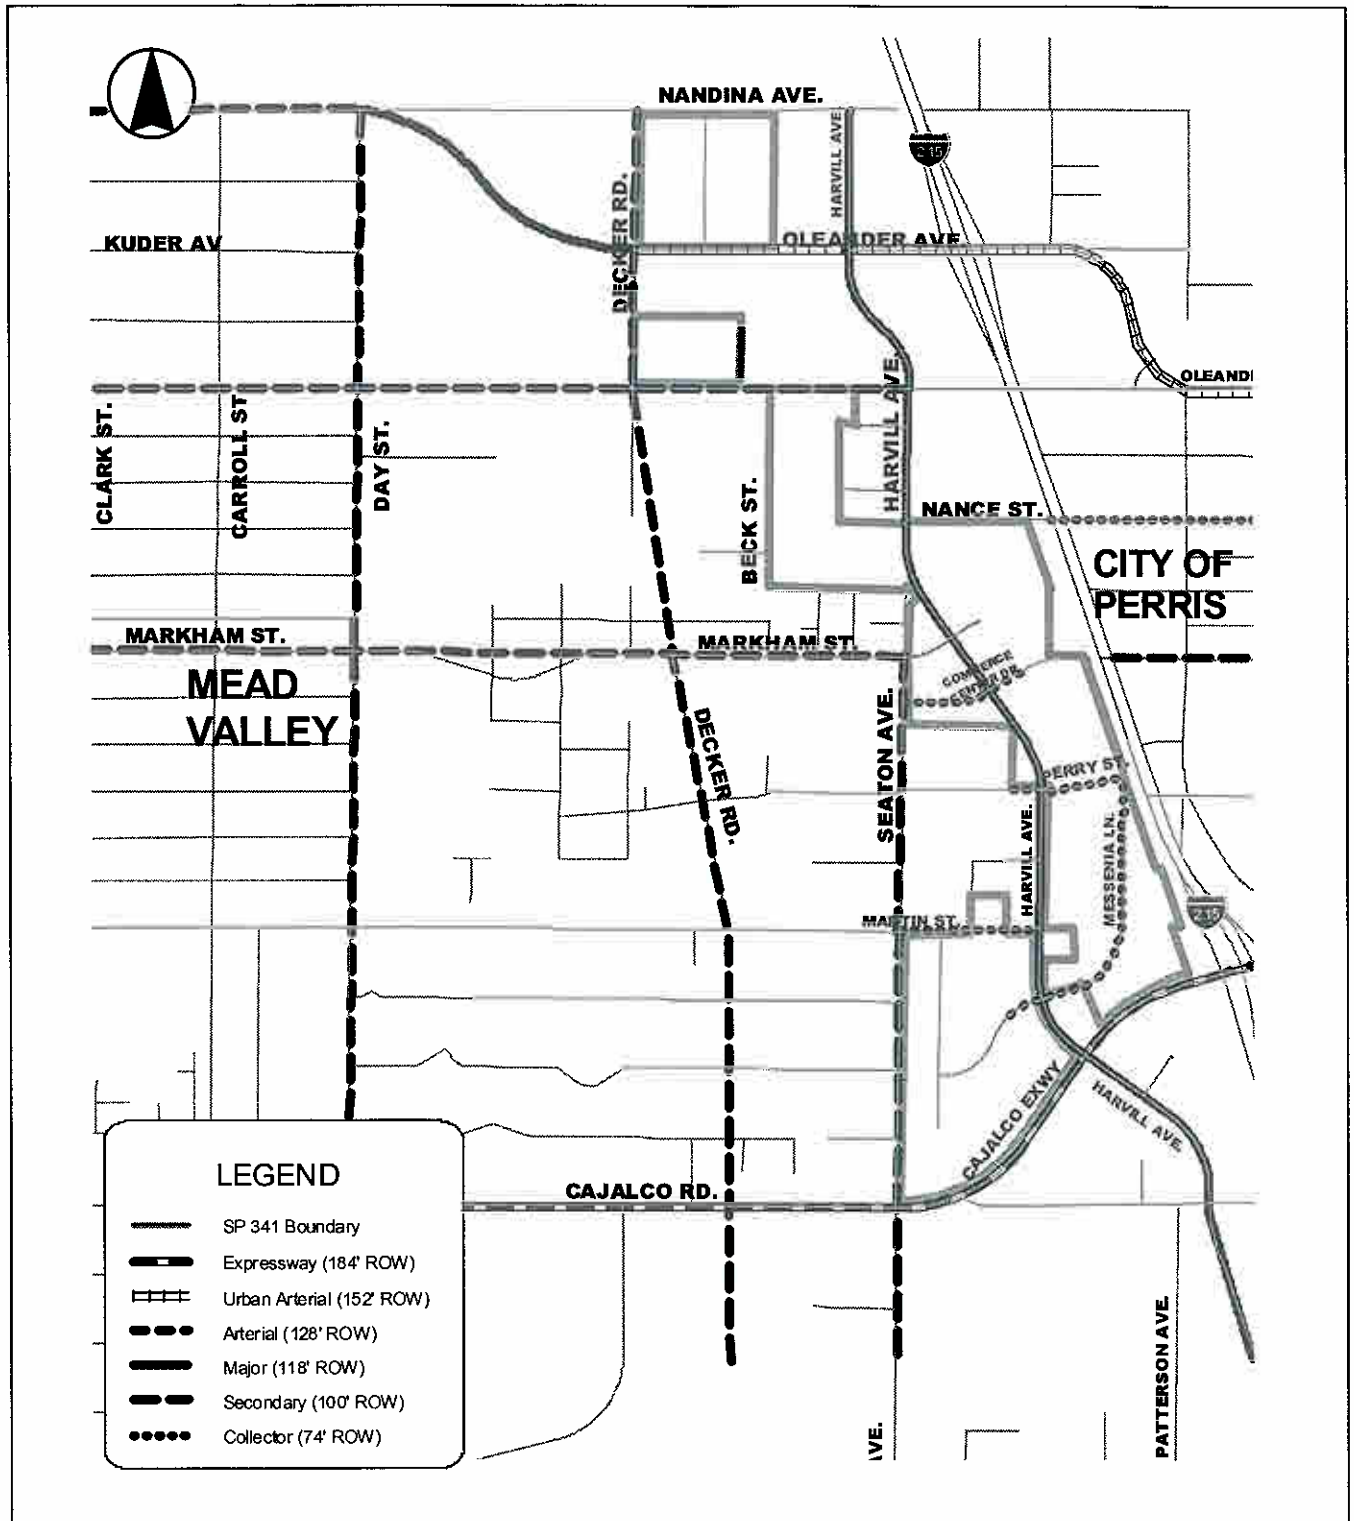 NANDINA AVE.
HARVILL AVE
215
DECKER RD.
KUDER AV
OLEANDER AVE
OLEAND
CLARK ST.
CARROLL ST
DAY ST.
HARVILL AVE.
BECK ST.
NANCE ST.
CITY OF
PERRIS
MARKHAM ST.
MARKHAM ST.
MEAD
VALLEY
COMMERCE
CENTER DR.
DECKER RD.
SEATON AVE.
PERRY ST.
HARVILL AVE.
MESSENIA LN.
MARTIN ST.
215
CAJALCO EXWY
HARVILL AVE.
CAJALCO RD.
PATTERSON AVE.
AVE.
LEGEND
SP 341 Boundary
Expressway (184' ROW)
Urban Arterial (152' ROW)
Arterial (128' ROW)
Major (118' ROW)
Secondary (100' ROW)
Collector (74' ROW)